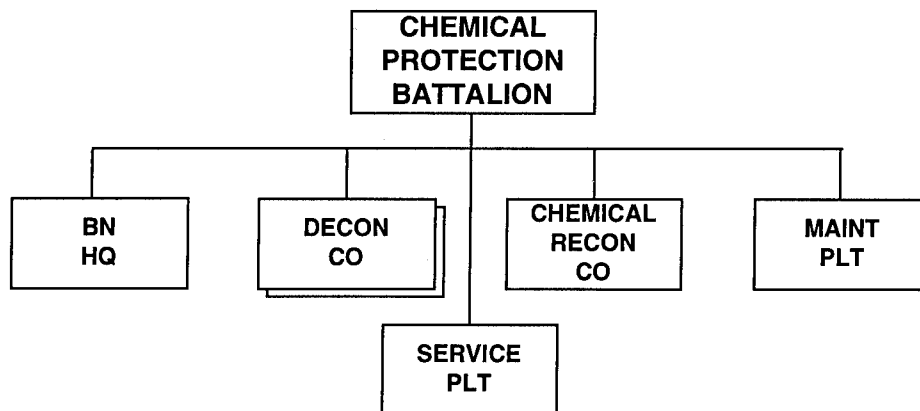 CHEMICAL
PROTECTION
BATTALION
BN
HQ
DECON
CO
CHEMICAL
RECON
CO
MAINT
PLT
SERVICE
PLT